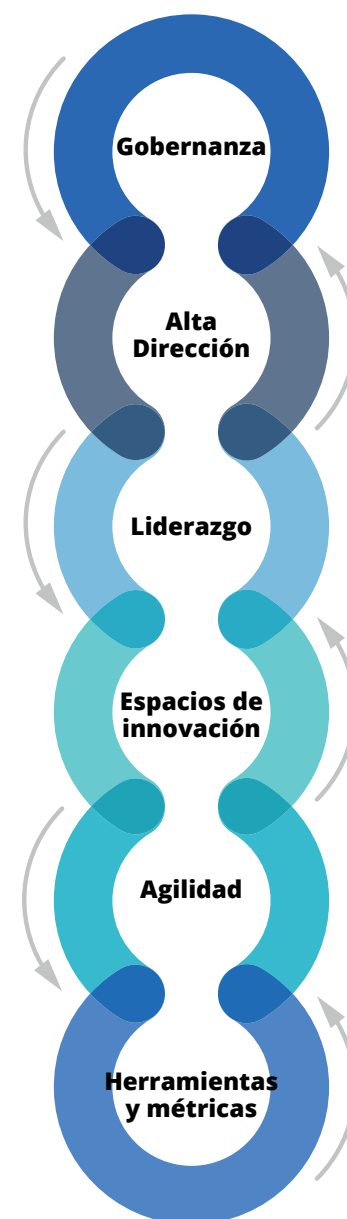 Gobernanza
Alta
Dirección
Liderazgo
Espacios de
innovación
Agilidad
Herramientas
y métricas